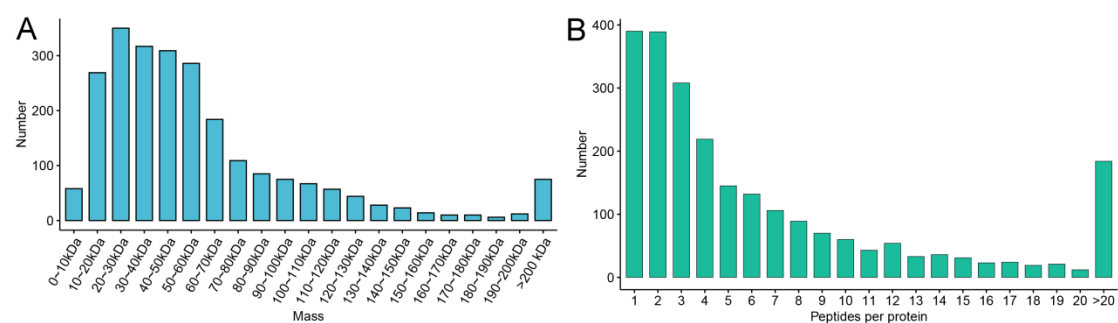 A
Number
300
200
100
0
0~10kDa
10~20kDa
20~30kDa
30~40kDa
40~50kDa
50~60kDa
60~70kDa
70~80kDa
80~90kDa
90~100kDa
100~110kDa
110~120kDa
120~130kDa
130~140kDa
140~150kDa
150~160kDa
160~170kDa
170~180kDa
180~190kDa
190~200kDa
>200 kDa
Mass
B
Number
400
300
200
100
0
1 2 3 4 5 6 7 8 9 10 11 12 13 14 15 16 17 18 19 20 >20
Peptides per protein